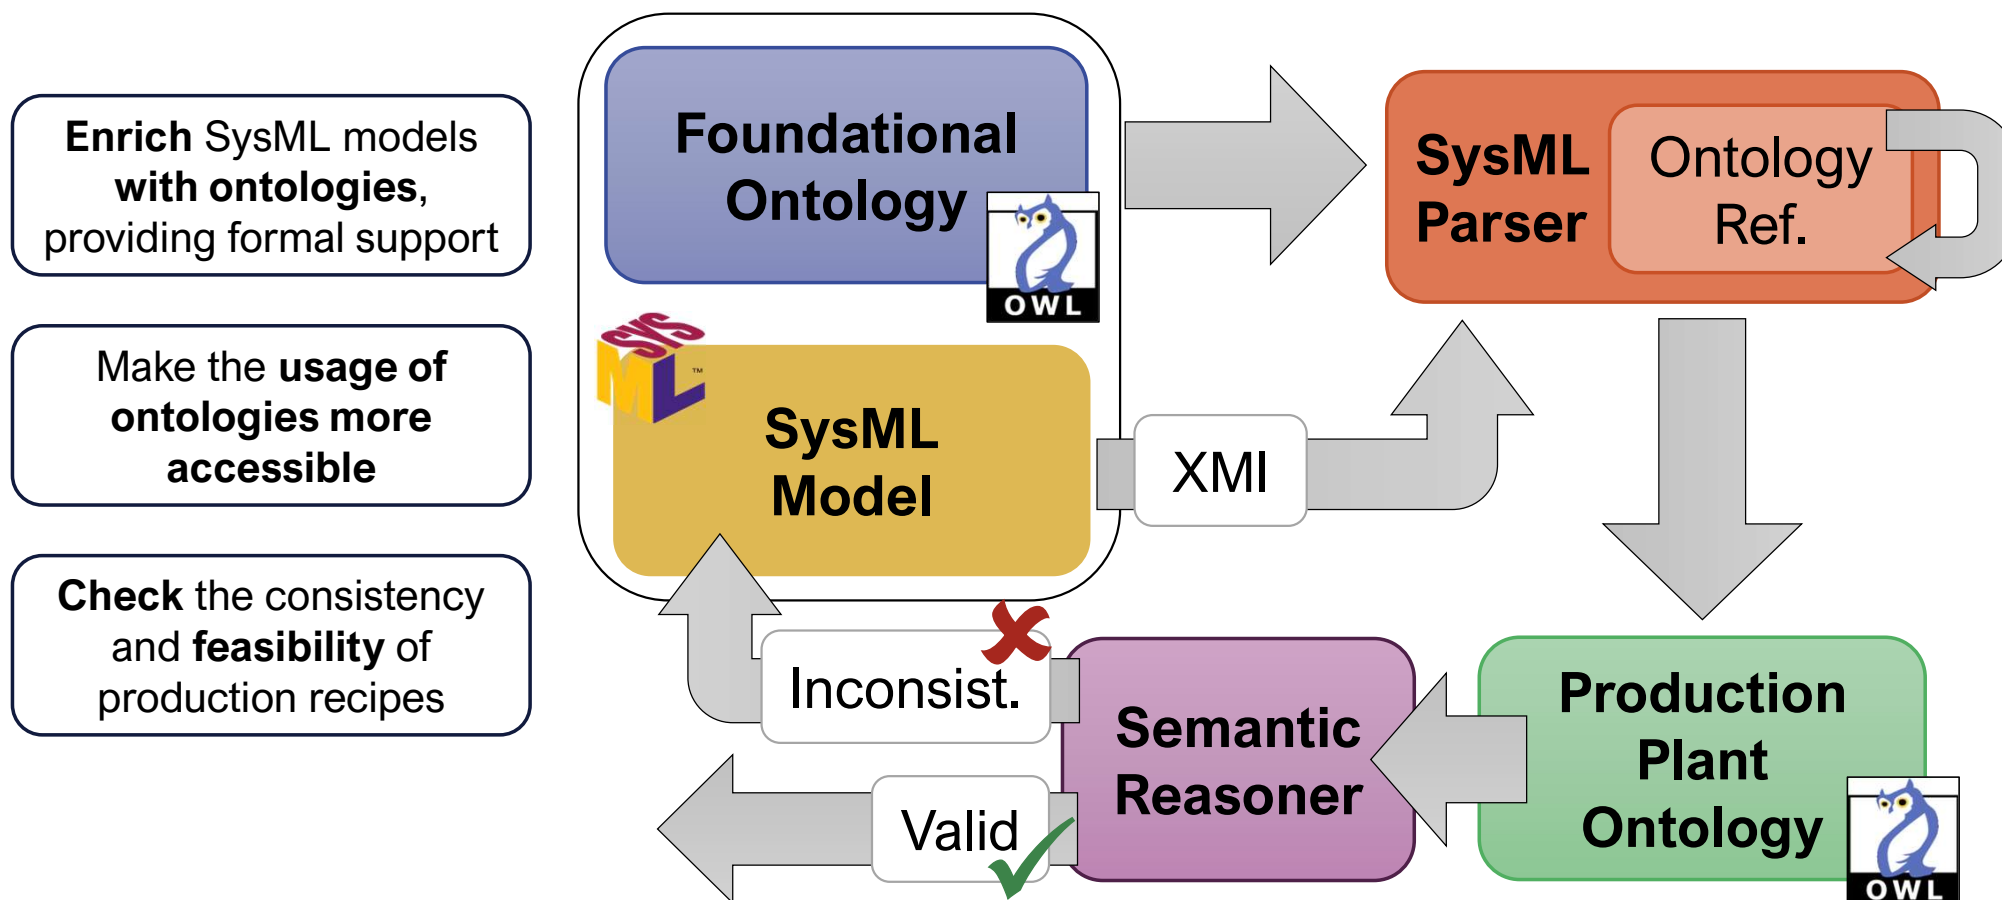 Enrich SysML models
with ontologies,
providing formal support
Make the usage of
ontologies more
accessible
Check the consistency
and feasibility of
production recipes
Foundational
Ontology
OWL
SYS
ML™
SysML
Model
XMI
SysML
Parser
Ontology
Ref.
Production
Plant
Ontology
OWL
Semantic
Reasoner
Inconsist.
Valid